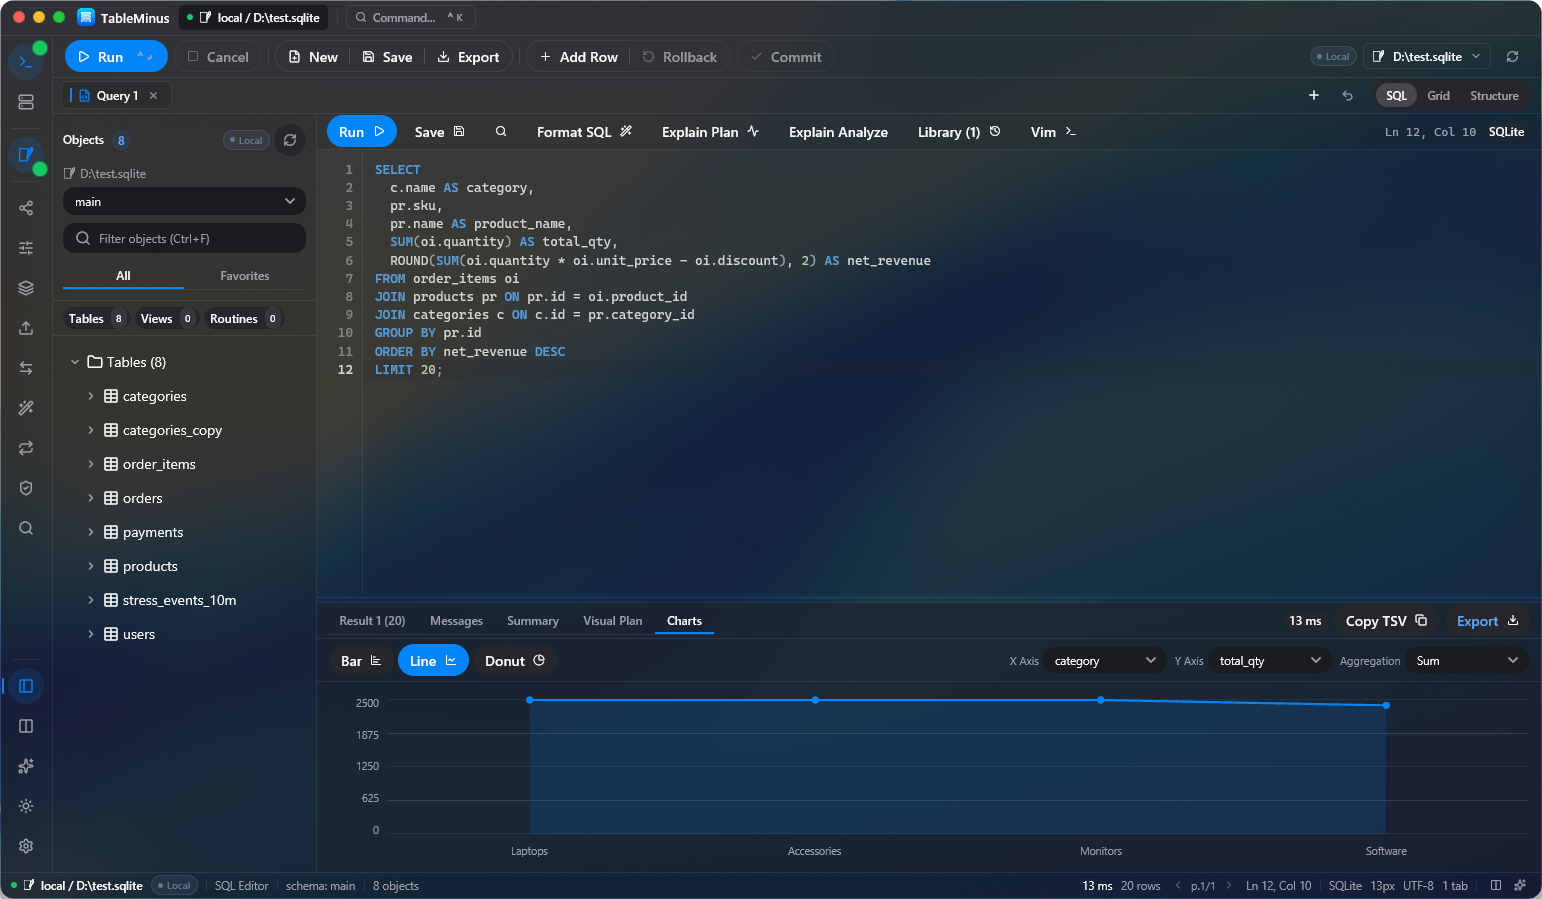 TableMinus
local / D:\test.sqlite
Command... ^ K
Run
Cancel
New
Save
Export
Add Row
Rollback
Commit
Local
D:\test.sqlite
Query 1
SQL
Grid
Structure
Objects 8
Local
D:\test.sqlite
main
Filter objects (Ctrl+F)
All
Favorites
Tables 8
Views 0
Routines 0
Tables (8)
categories
categories_copy
order_items
orders
payments
products
stress_events_10m
users
Run
Save
Format SQL
Explain Plan
Explain Analyze
Library (1)
Vim
Ln 12, Col 10
SQLite
1 SELECT
2 c.name AS category,
3 pr.sku,
4 pr.name AS product_name,
5 SUM(oi.quantity) AS total_qty,
6 ROUND(SUM(oi.quantity * oi.unit_price - oi.discount), 2) AS net_revenue
7 FROM order_items oi
8 JOIN products pr ON pr.id = oi.product_id
9 JOIN categories c ON c.id = pr.category_id
10 GROUP BY pr.id
11 ORDER BY net_revenue DESC
12 LIMIT 20;
Result 1 (20)
Messages
Summary
Visual Plan
Charts
13 ms
Copy TSV
Export
Bar
Line
Donut
X Axis
category
Y Axis
total_qty
Aggregation
Sum
2500
1875
1250
625
0
Laptops
Accessories
Monitors
Software
local / D:\test.sqlite
Local
SQL Editor
schema: main
8 objects
13 ms
20 rows
p.1/1
Ln 12, Col 10
SQLite
13px
UTF-8
1 tab